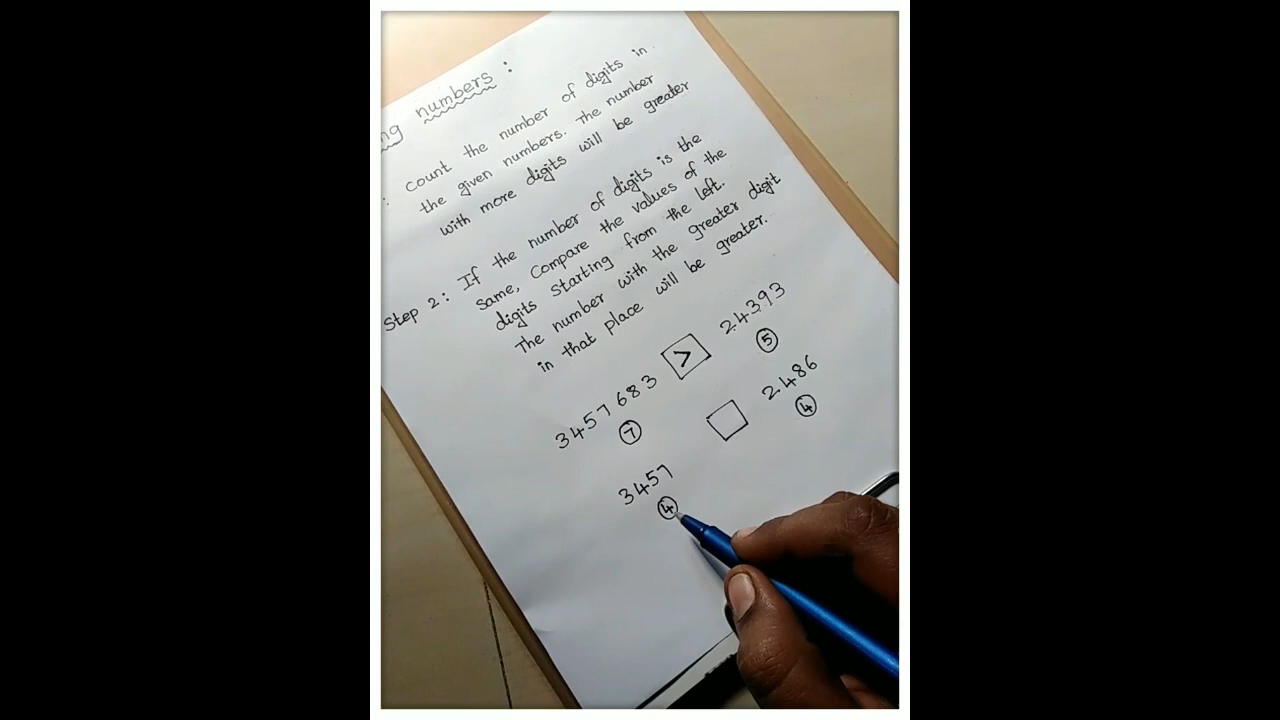 ng numbers :
: Count the number of digits in
the given numbers. The number
with more digits will be greater
Step 2 : If the number of digits is the
same, Compare the values of the
digits starting from the left.
The number with the greater digit
in that place will be greater.
3457683 > 24393
7 5
3457 2486
4 4